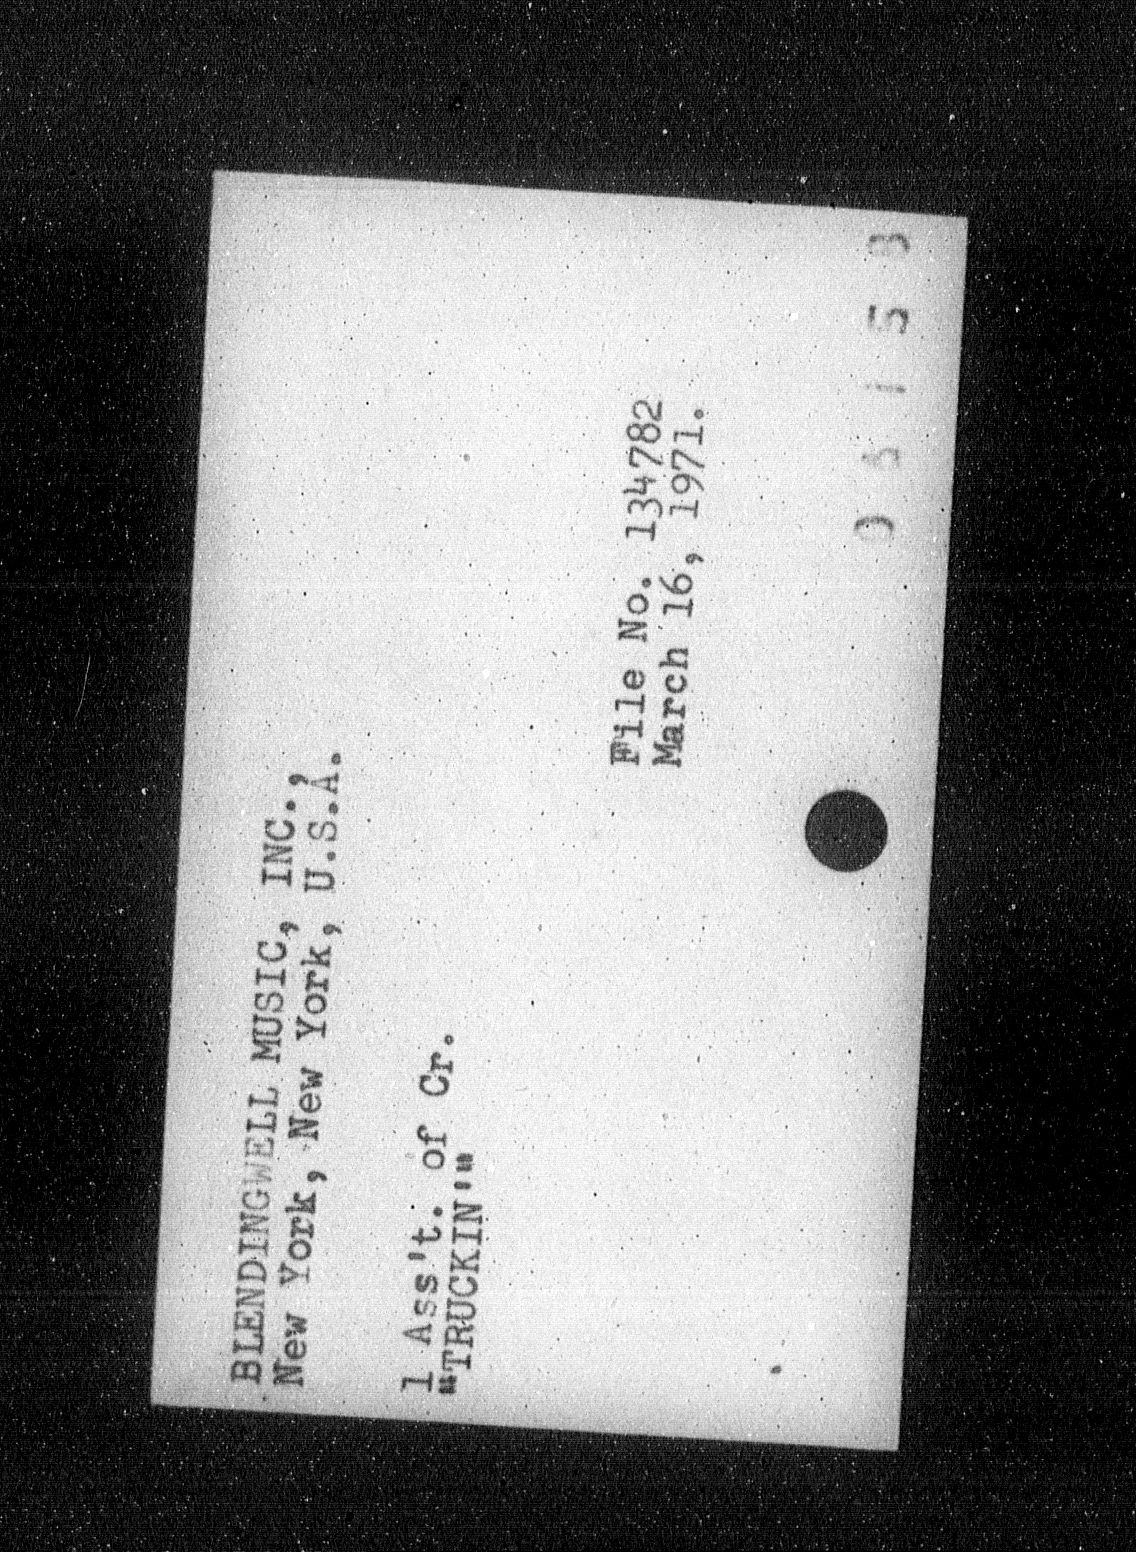 BLENDINGWELL MUSIC, INC.,
New York, New York, U.S.A.
1 Ass't. of Cr.
"TRUCKIN'"
File No. 134782
March 16, 1971.